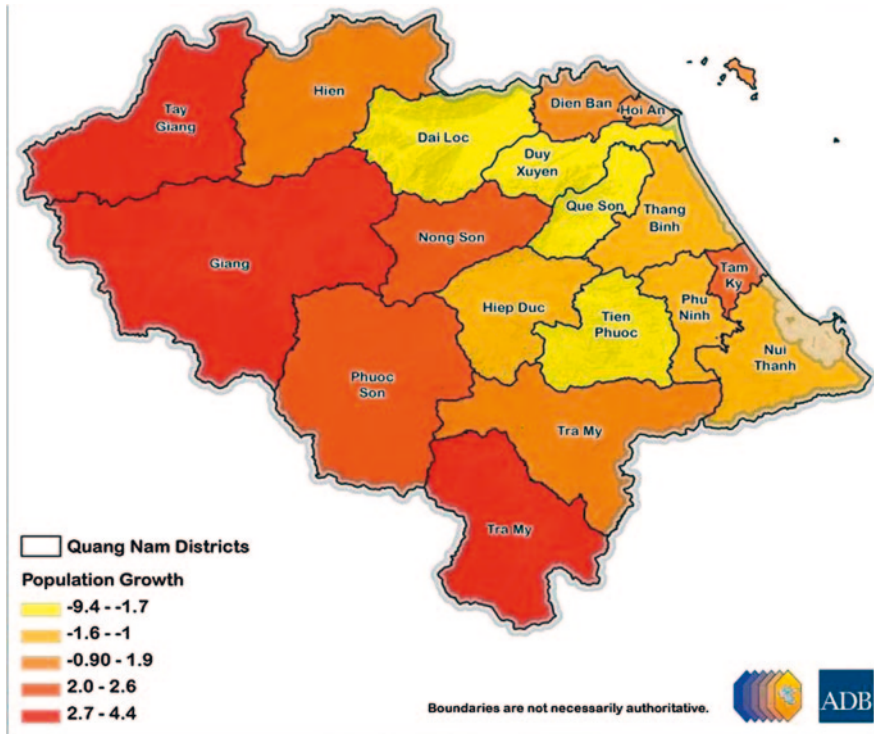 Hien
Tay
Giang
Dien Ban
Hoi An
Dai Loc
Duy
Xuyen
Que Son
Thang
Binh
Nong Son
Giang
Tam
Ky
Hiep Duc
Phu
Ninh
Tien
Phuoc
Nui
Thanh
Phuoc
Son
Tra My
Tra My
Quang Nam Districts
Population Growth
-9.4 - -1.7
-1.6 - -1
-0.90 - 1.9
2.0 - 2.6
2.7 - 4.4
Boundaries are not necessarily authoritative.
ADB